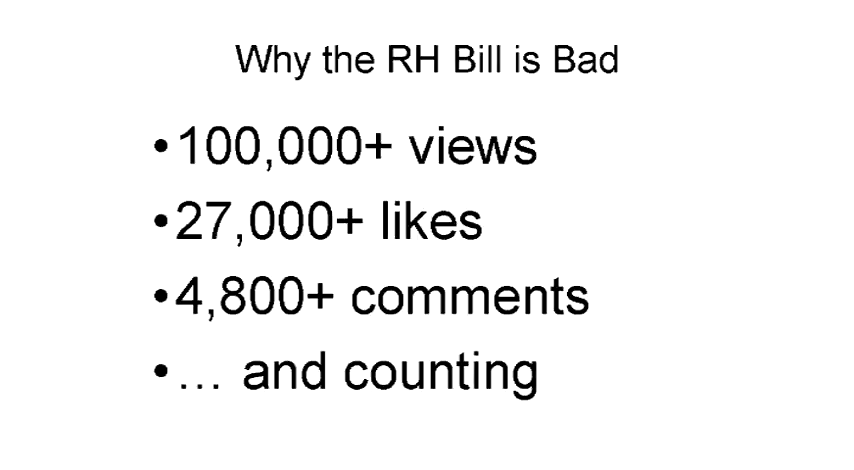 Why the RH Bill is Bad
•100,000+ views
•27,000+ likes
•4,800+ comments
•… and counting